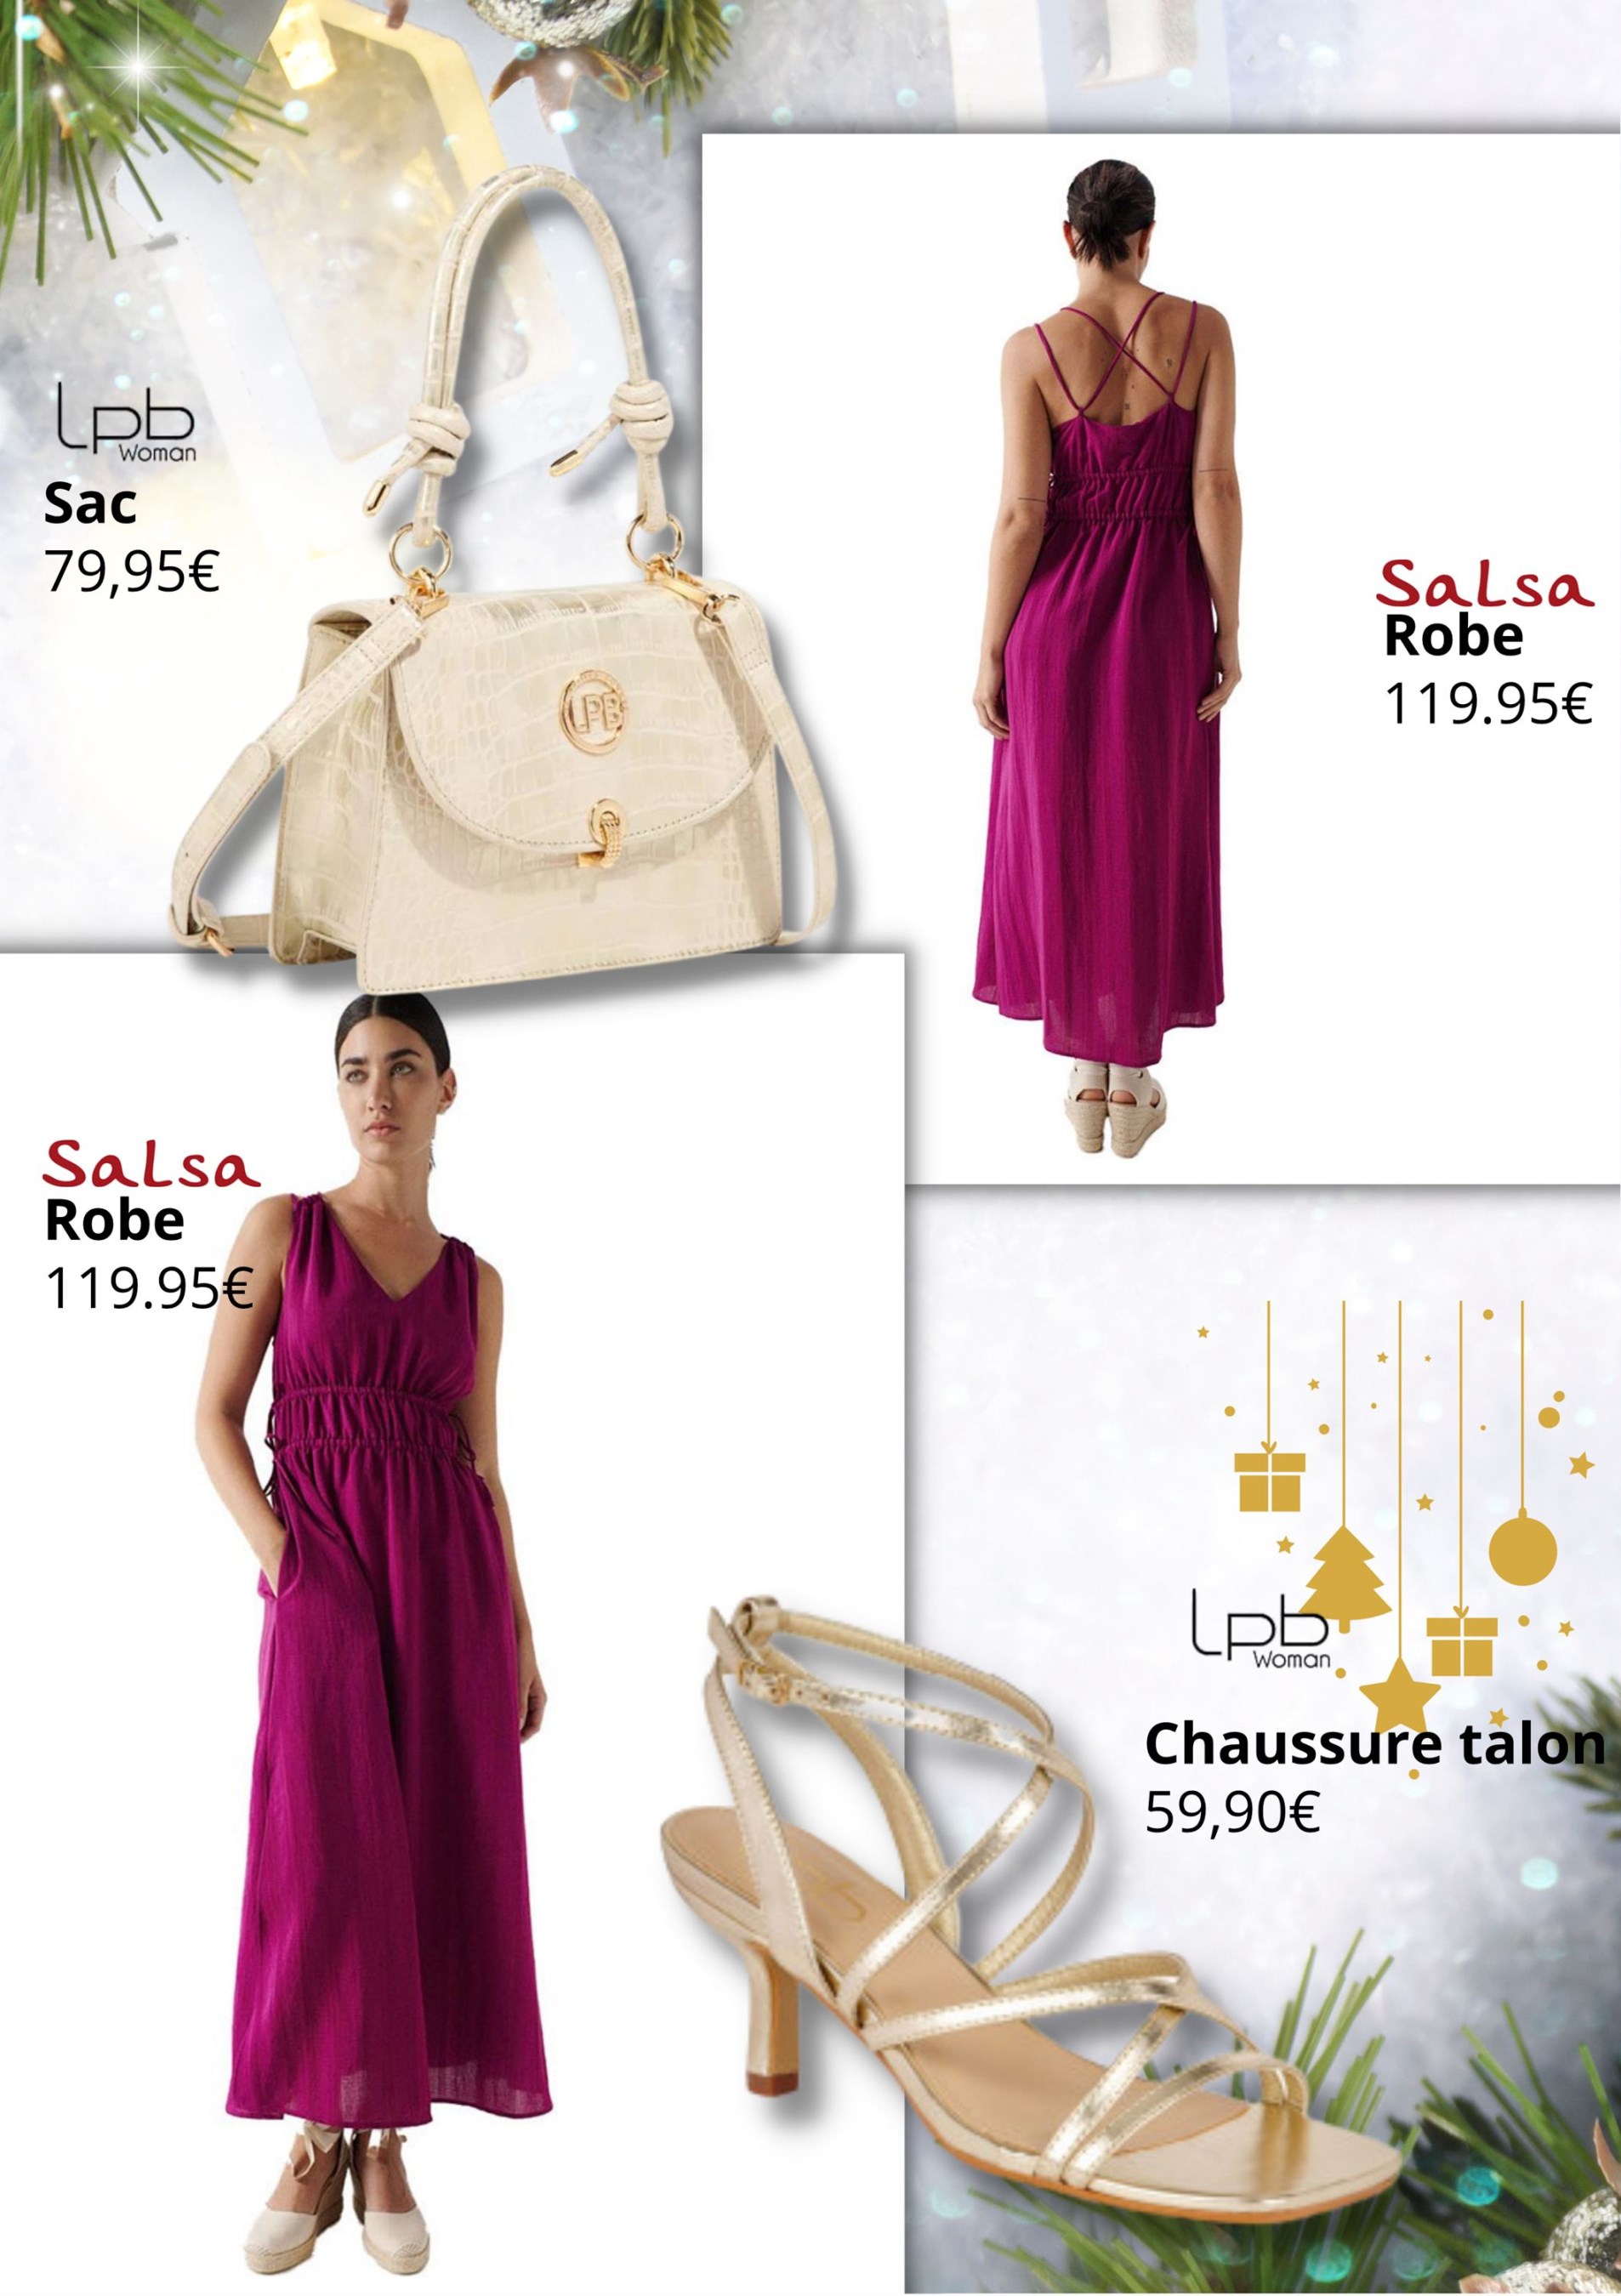 Lpb
Woman
Sac
79,95€
LPB
Salsa
Robe
119.95€
Salsa
Robe
119.95€
Lpb
Woman
Chaussure talon
59,90€